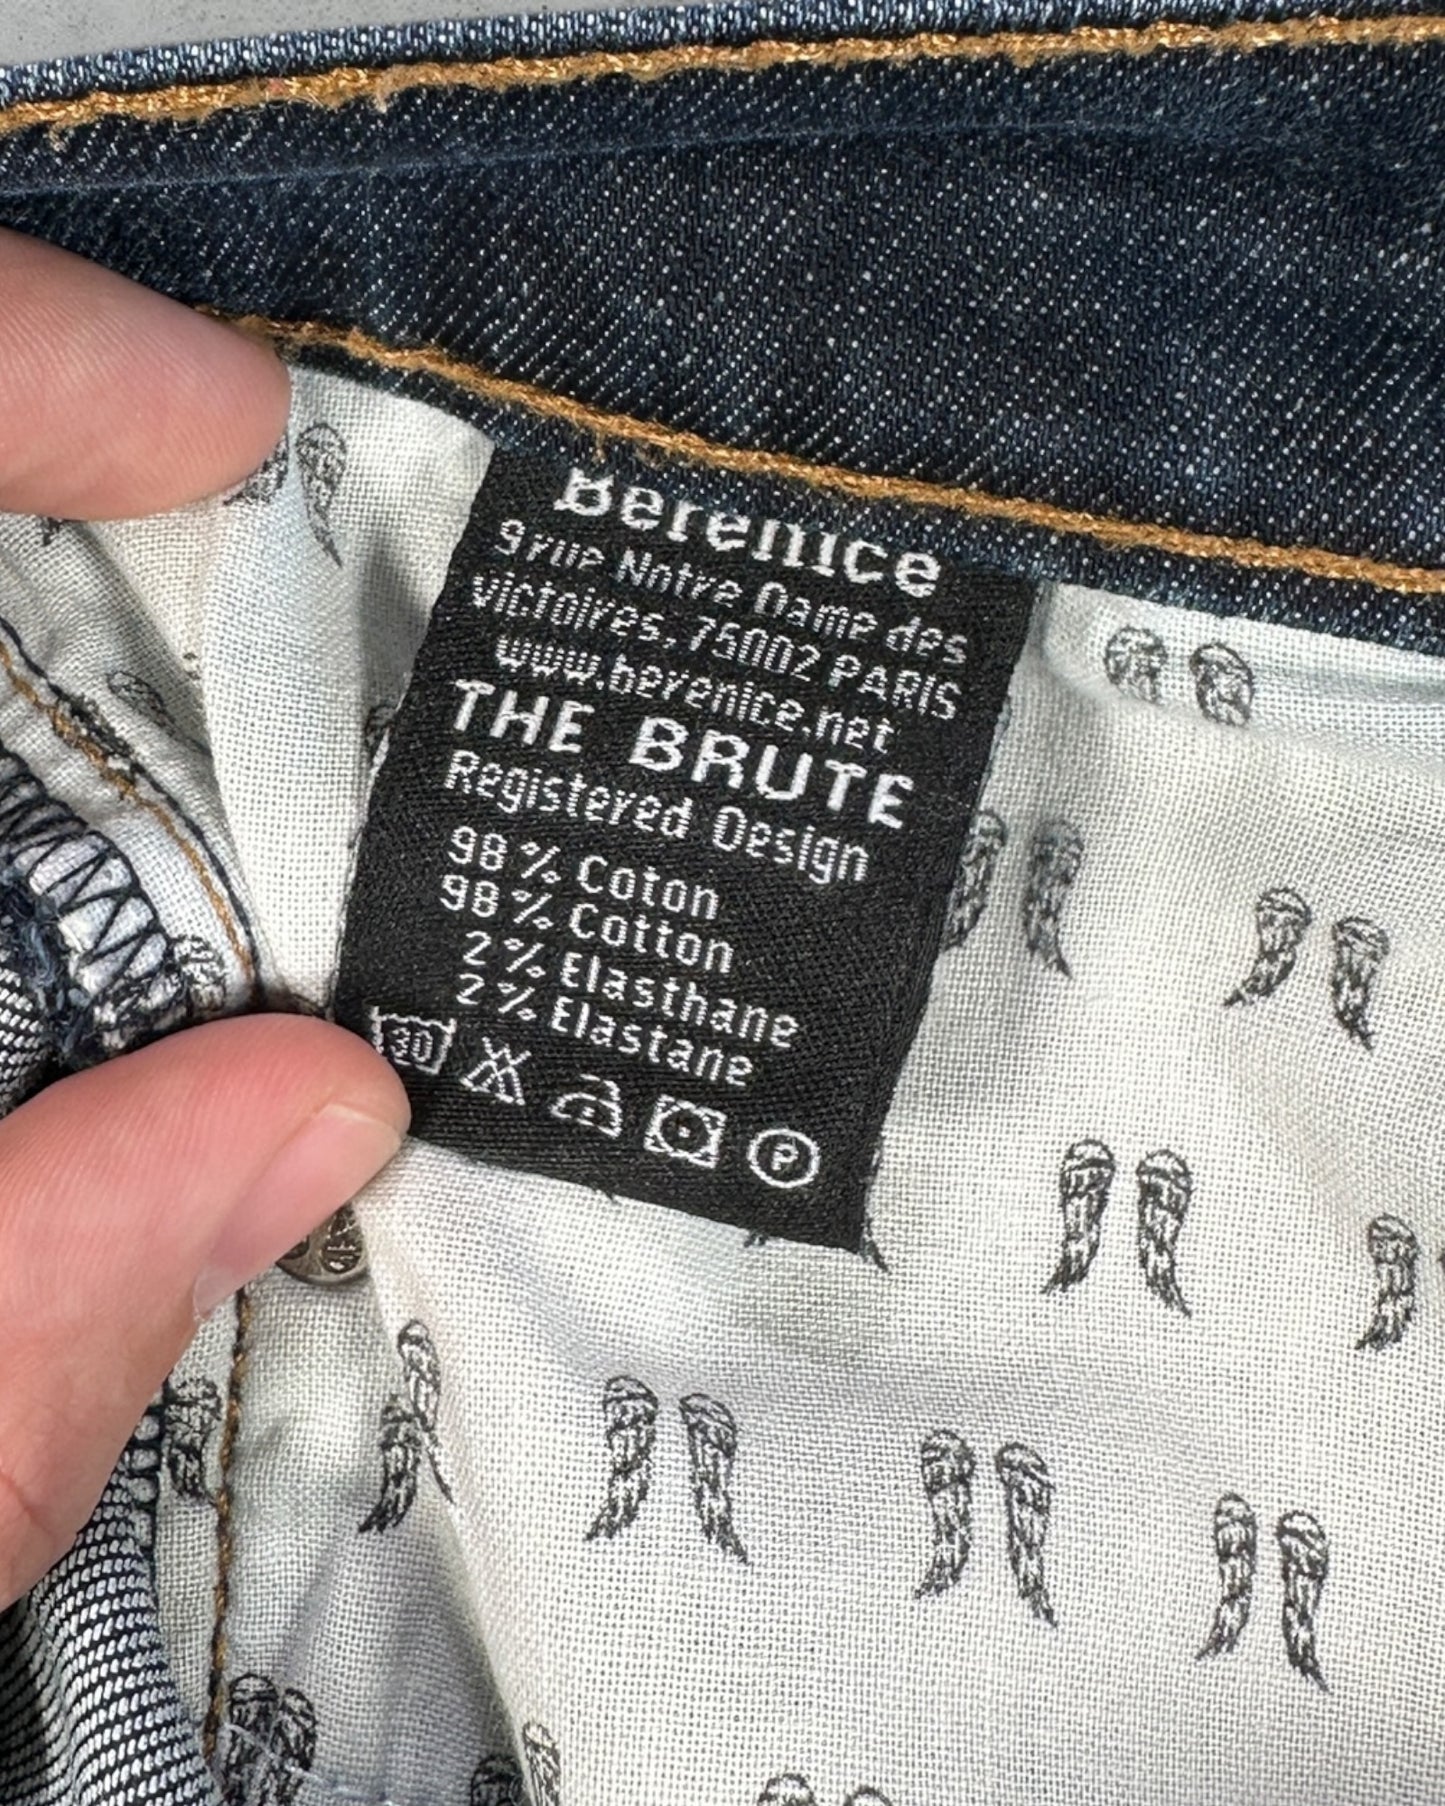 Berenice
9 rue Notre Dame des
victoires, 75002 PARIS
www.berenice.net
THE BRUTE
Registered Design
98 % Coton
98 % Cotton
2 % Elasthane
2 % Elastane
30
P